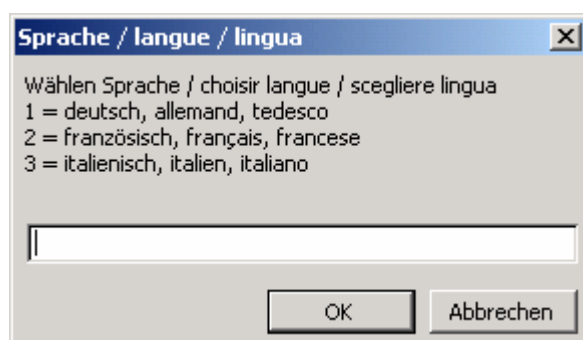 Sprache / langue / lingua
Wählen Sprache / choisir langue / scegliere lingua
1 = deutsch, allemand, tedesco
2 = französisch, français, francese
3 = italienisch, italien, italiano
OK
Abbrechen